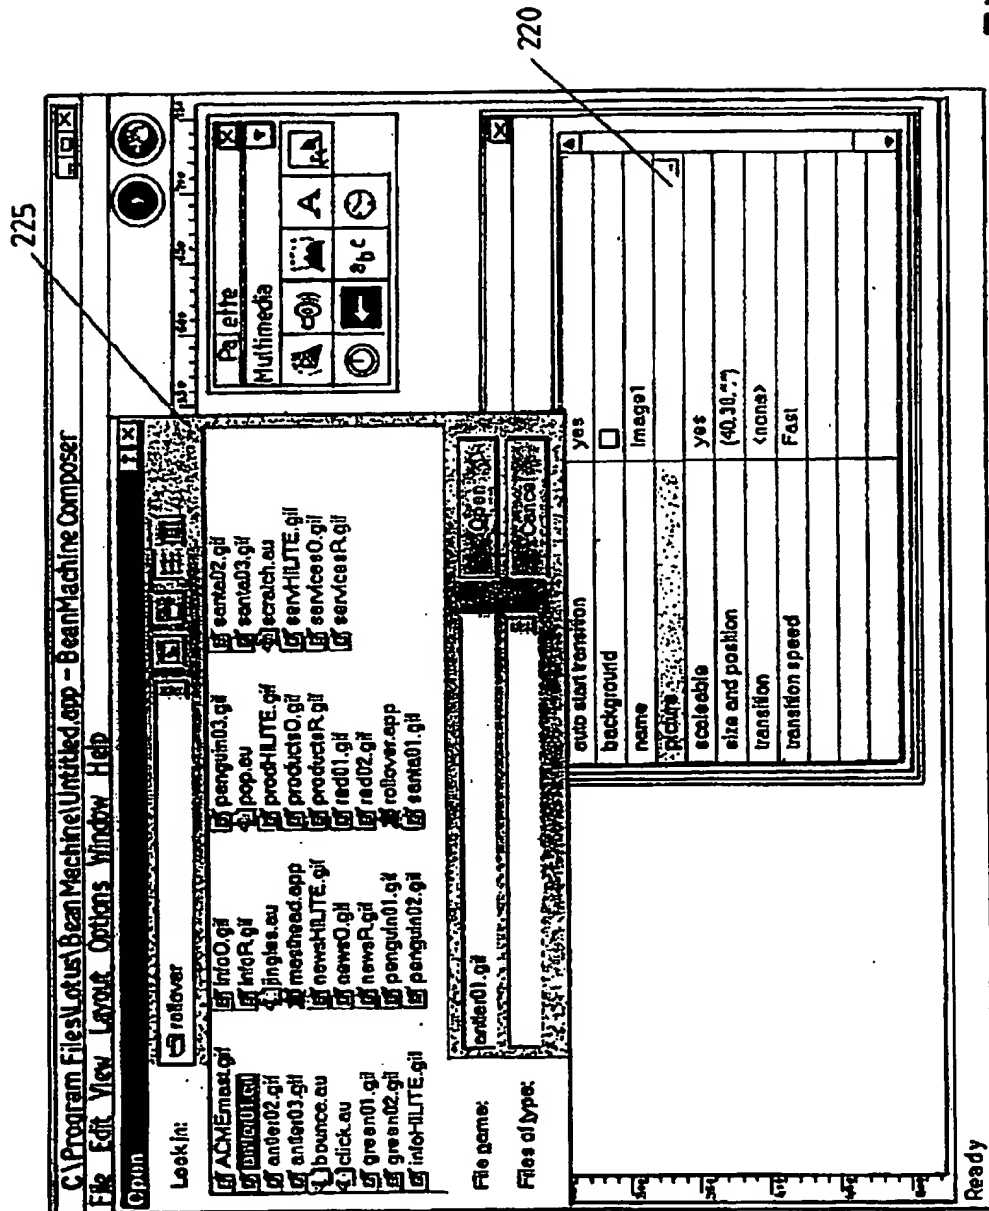 225
C:\Program Files\Lotus\Bean Machine\Untitled.app - BeanMachine Composer
File Edit View Layout Options Window Help
Open
Look in:
rollover
ACMEmast.gif
antler01.gif
antler02.gif
antler03.gif
bounce.au
click.au
green01.gif
green02.gif
infoHILITE.gif
infoO.gif
infoR.gif
jingles.au
masthead.app
newsHILITE.gif
newsO.gif
newsR.gif
penguin01.gif
penguin02.gif
penguin03.gif
pop.au
prodHILITE.gif
productsO.gif
productsR.gif
red01.gif
red02.gif
rollover.app
santa01.gif
santa02.gif
santa03.gif
scratch.au
servHILITE.gif
servicesO.gif
servicesR.gif
File name:
antler01.gif
Open
Files of type:
Cancel
Palette
Multimedia
A
abc
220
auto start transition yes
background
name Image1
picture
scaleable yes
size and position
transition <none>
transition speed Fast
Ready